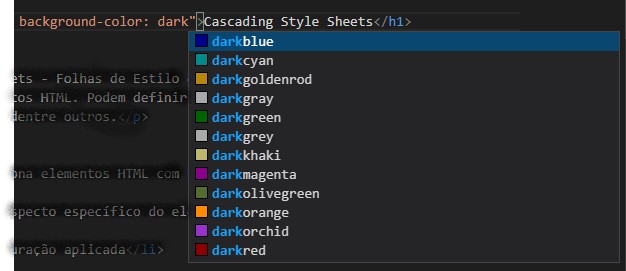 background-color: dark">Cascading Style Sheets</h1>
darkblue
darkcyan
ets - Folhas de Estilo
darkgoldenrod
tos HTML. Podem definir
darkgray
dentre outros.</p>
darkgreen
darkgrey
darkkhaki
ona elementos HTML com
darkmagenta
darkolivegreen
specto específico do el
darkorange
darkorchid
uração aplicada</li>
darkred